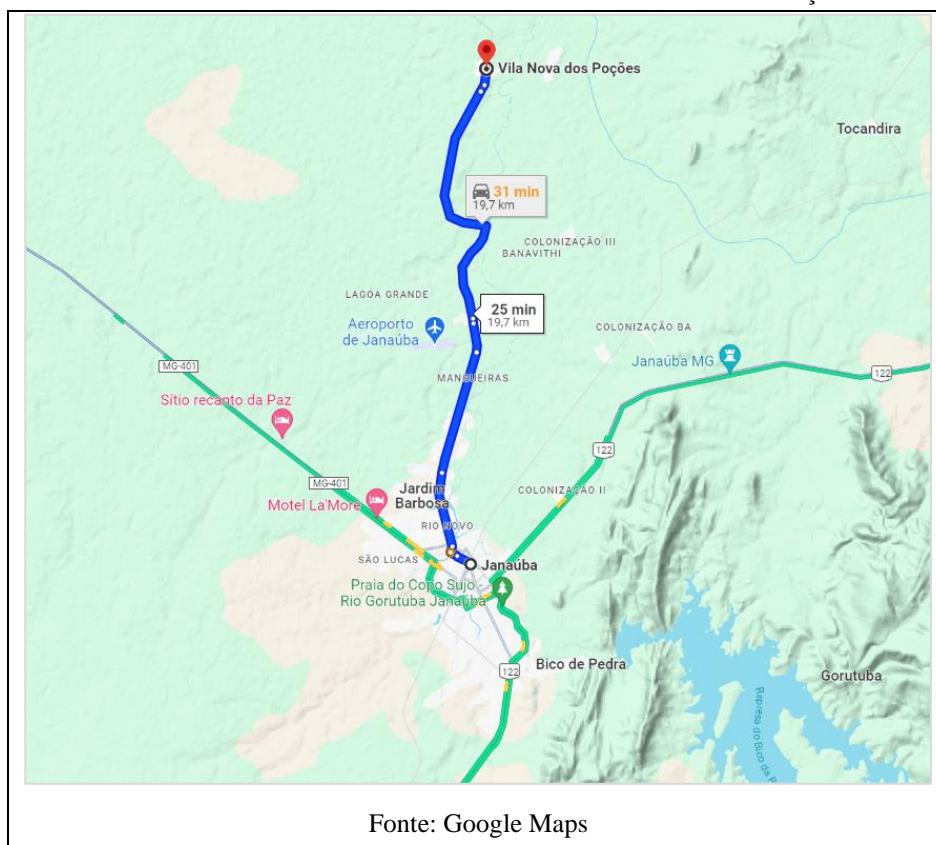 Vila Nova dos Poções
Tocandira
31 min
19,7 km
COLONIZAÇÃO III
BANAVITHI
LAGOA GRANDE
25 min
19,7 km
Aeroporto
de Janaúba
COLONIZAÇÃO BA
Janaúba MG
MANGUEIRAS
MG-401
122
Sítio recanto da Paz
122
MG-401
Jardim
Barbosa
COLONIZAÇÃO II
Motel La'More
RIO NOVO
SÃO LUCAS
Janaúba
Praia do Copo Sujo -
Rio Gorutuba Janaúba
Bico de Pedra
122
Gorutuba
Represa do Bico da P
Fonte: Google Maps